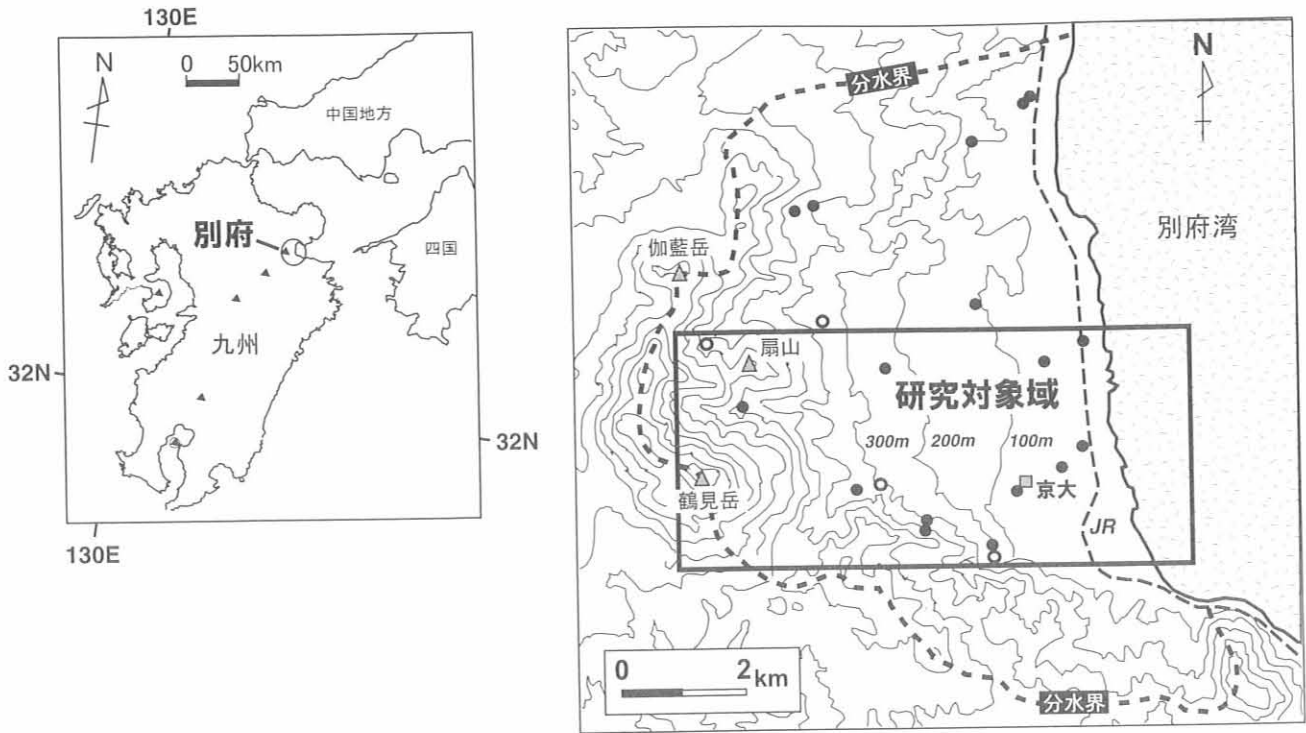 130E
N
0 50km
中国地方
別府
四国
九州
32N
32N
130E
分水界
N
別府湾
伽藍岳
扇山
研究対象域
300m 200m 100m
京大
鶴見岳
JR
0 2km
分水界